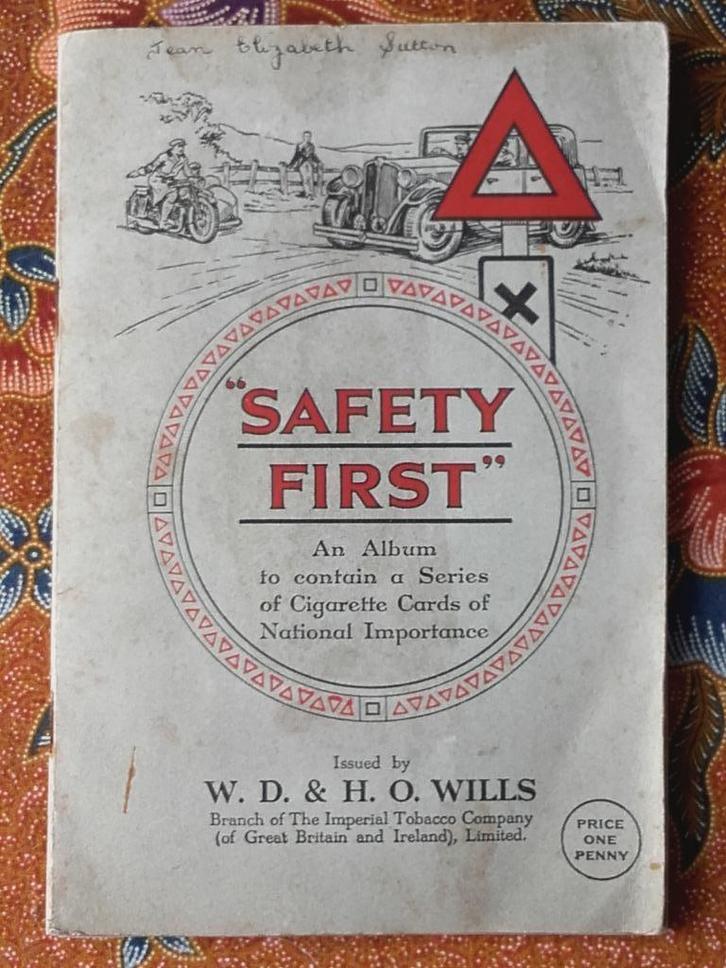 Jean Elizabeth Sutton
"SAFETY
FIRST"
An Album
to contain a Series
of Cigarette Cards of
National Importance
Issued by
W. D. & H. O. WILLS
Branch of The Imperial Tobacco Company
(of Great Britain and Ireland), Limited.
PRICE
ONE
PENNY